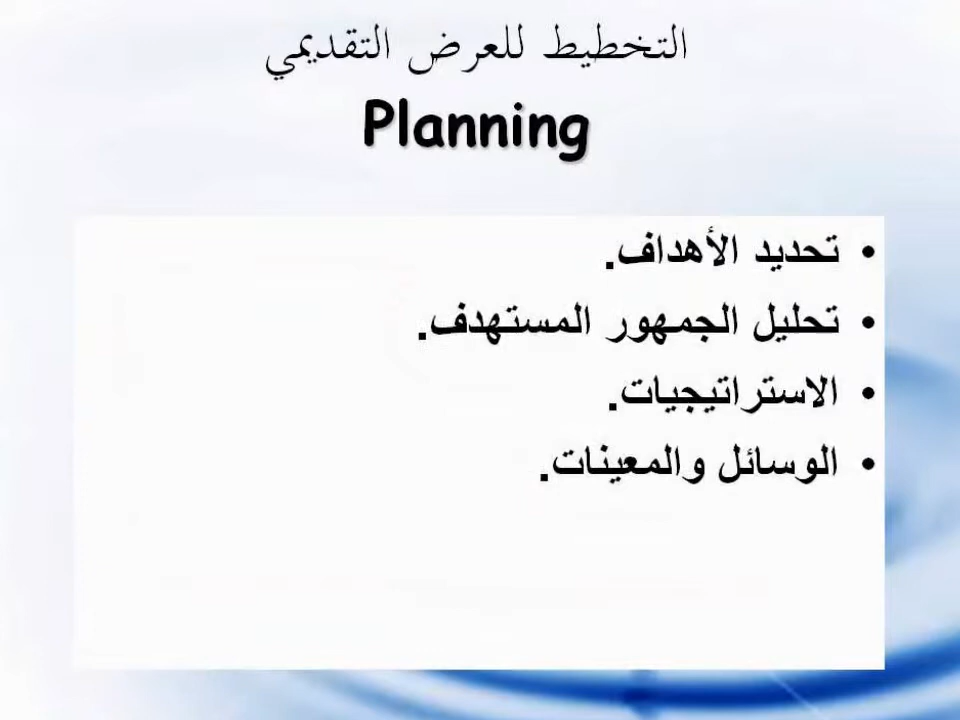 التخطيط للعرض التقديمي
Planning
• تحديد الأهداف.
• تحليل الجمهور المستهدف.
• الاستراتيجيات.
• الوسائل والمعينات.